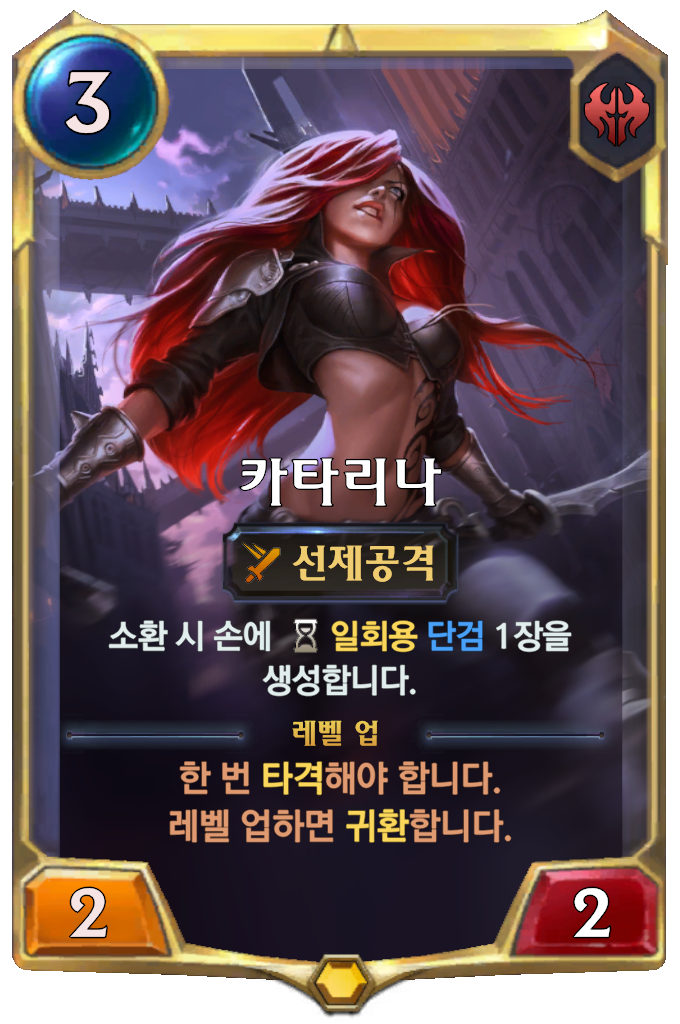 3
카타리나
선제공격
소환 시 손에 일회용 단검 1장을
생성합니다.
레벨 업
한 번 타격해야 합니다.
레벨 업하면 귀환합니다.
2 2